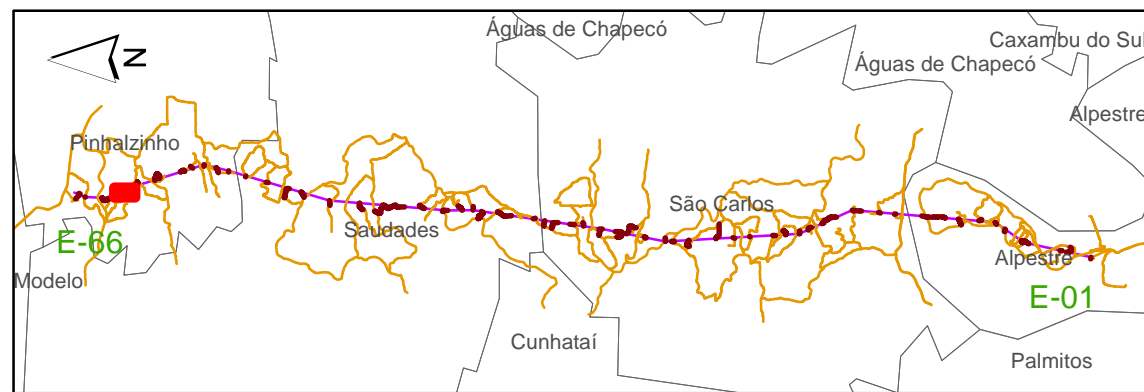 Águas de Chapecó
Caxambu do Sul
Águas de Chapecó
N
Alpestre
Pinhalzinho
São Carlos
Saudades
E-66
Alpestre
Modelo
E-01
Cunhataí
Palmitos